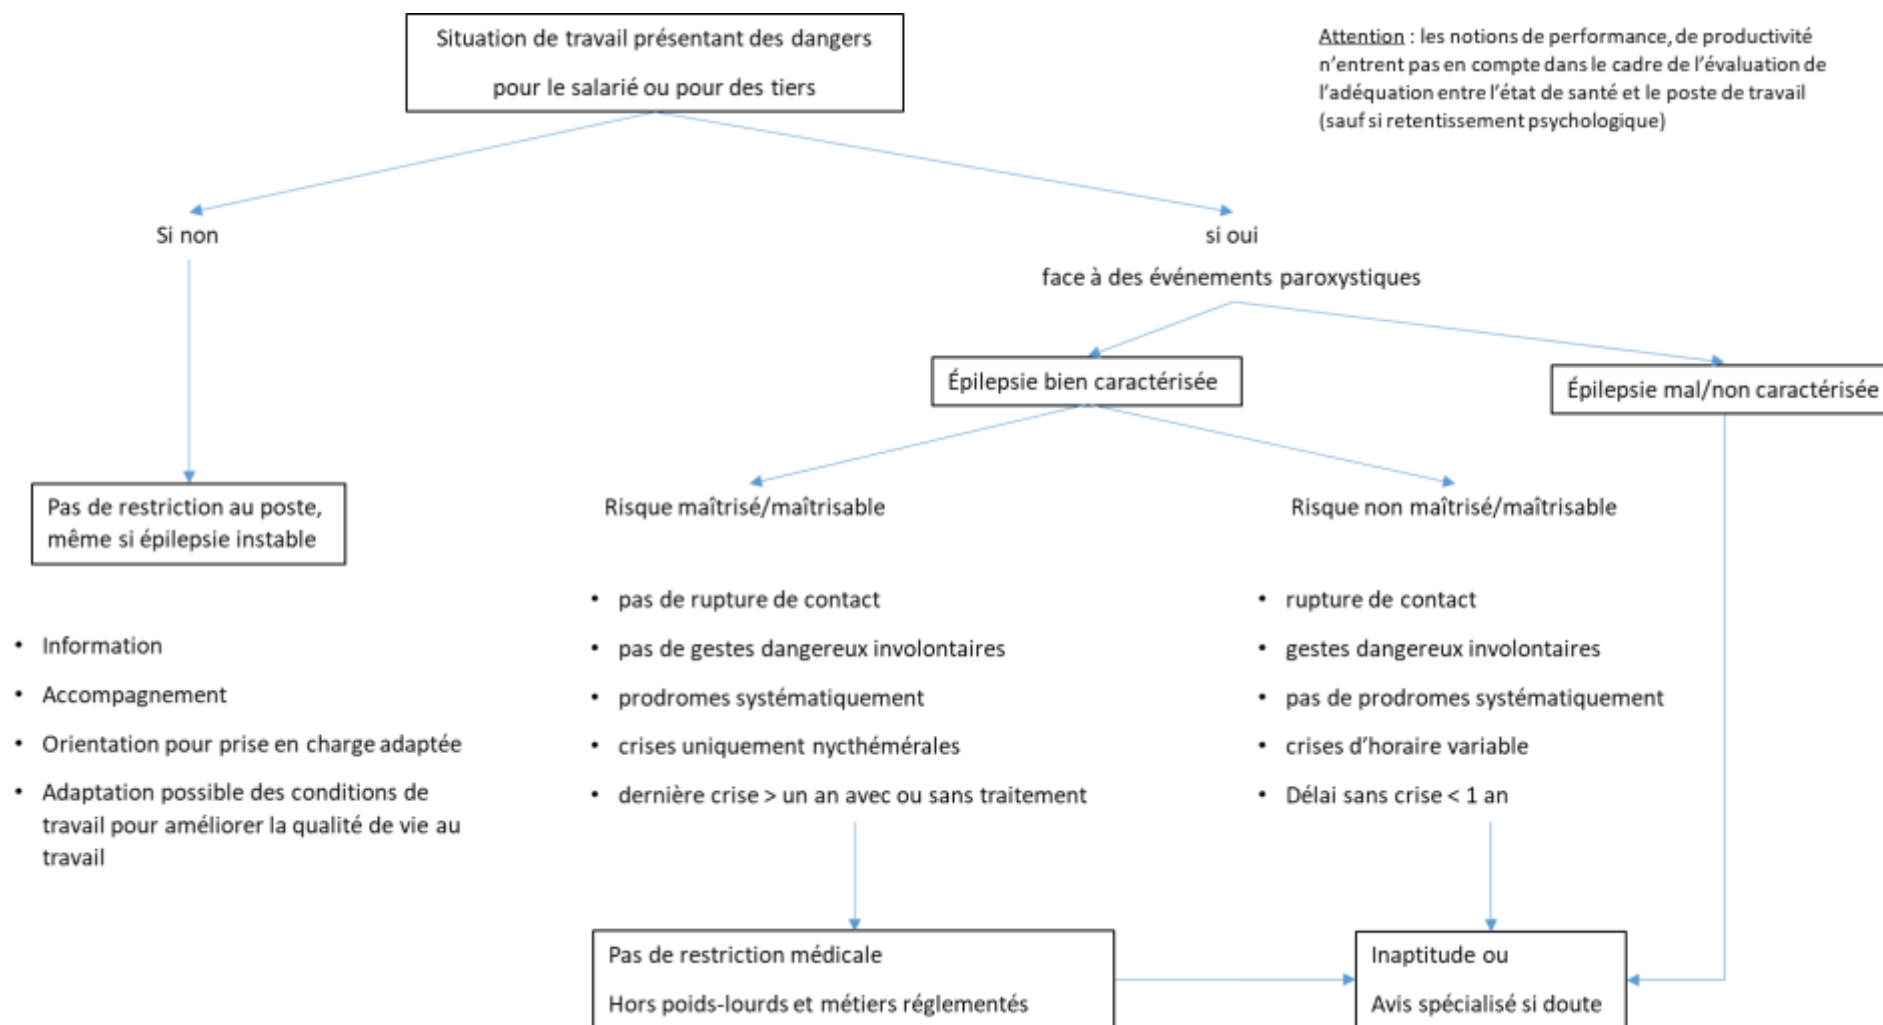 Situation de travail présentant des dangers
pour le salarié ou pour des tiers
Attention : les notions de performance, de productivité
n'entrent pas en compte dans le cadre de l'évaluation de
l'adéquation entre l'état de santé et le poste de travail
(sauf si retentissement psychologique)
Si non
si oui
face à des événements paroxystiques
Épilepsie bien caractérisée
Épilepsie mal/non caractérisée
Pas de restriction au poste,
même si épilepsie instable
Risque maîtrisé/maîtrisable
Risque non maîtrisé/maîtrisable
• Information
• Accompagnement
• Orientation pour prise en charge adaptée
• Adaptation possible des conditions de
travail pour améliorer la qualité de vie au
travail
• pas de rupture de contact
• pas de gestes dangereux involontaires
• prodromes systématiquement
• crises uniquement nycthémérales
• dernière crise > un an avec ou sans traitement
• rupture de contact
• gestes dangereux involontaires
• pas de prodromes systématiquement
• crises d'horaire variable
• Délai sans crise < 1 an
Pas de restriction médicale
Hors poids-lourds et métiers réglementés
Inaptitude ou
Avis spécialisé si doute